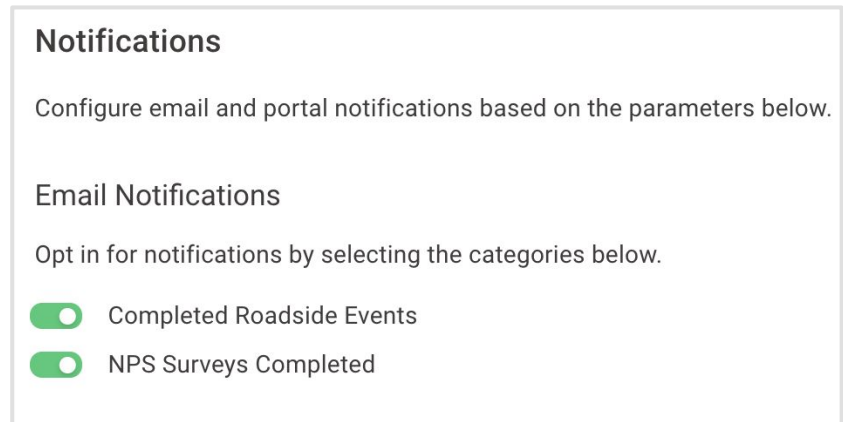 Notifications
Configure email and portal notifications based on the parameters below.
Email Notifications
Opt in for notifications by selecting the categories below.
Completed Roadside Events
NPS Surveys Completed